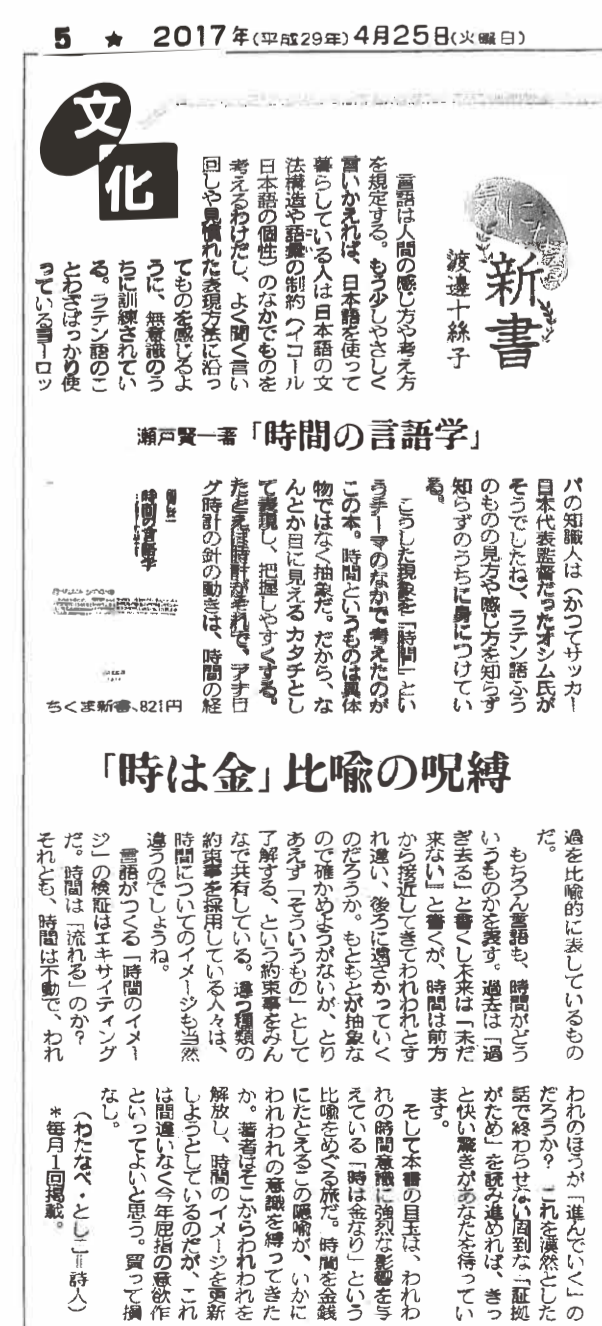 5 ★ 2017年(平成29年)4月25日(火曜日)
文化
新書
渡邊十絲子
言語は人間の感じ方や考え方
を規定する。もう少しやさしく
言いかえれば、日本語を使って
暮らしている人は日本語の文
法構造や語彙の制約(イコール
日本語の個性)のなかでものを
考えるわけだし、よく聞く言い
回しや見慣れた表現方法に沿っ
てものを感じるよ
うに、無意識のう
ちに訓練されてい
る。ラテン語のこ
とわざばっかり使
っているヨーロッ
瀬戸賢一著「時間の言語学」
パの知識人は(かつてサッカー
日本代表監督だったオシム氏が
そうでしたね)、ラテン語ふう
のものの見方や感じ方を知らず
知らずのうちに身につけてい
る。
こうした現象を「時間」とい
うテーマのなかで考えたのが
この本。時間というものは具体
物ではなく抽象だ。だから、な
んとか目に見えるカタチとし
て表現し、把握しやすくする。
たとえば時計がそれで、アナロ
グ時計の針の動きは、時間の経
時間の言語学
ちくま新書、821円
「時は金」比喩の呪縛
過を比喩的に表しているもの
だ。
もちろん言語も、時間がどう
いうものかを表す。過去は「過
ぎ去る」と書くし未来は「未だ
来ない」と書くが、時間は前方
から接近してきてわれわれとす
れ違い、後ろに遠ざかっていく
のだろうか。もともとが抽象な
ので確かめようがないが、とり
あえず「そういうもの」として
了解する、という約束事をみん
なで共有している。違う種類の
約束事を採用している人々は、
時間についてのイメージも当然
違うのでしょうね。
言語がつくる「時間のイメー
ジ」の検証はエキサイティング
だ。時間は「流れる」のか?
それとも、時間は不動で、われ
われのほうが「進んでいく」の
だろうか? これを漠然とした
話で終わらせない周到な「証拠
がため」を読み進めれば、きっ
と快い驚きがあなたを待ってい
ます。
そして本書の目玉は、われわ
れの時間意識に強烈な影響を与
えている「時は金なり」という
比喩をめぐる旅だ。時間を金銭
にたとえるこの隠喩が、いかに
われわれの意識を縛ってきた
か。著者はそこからわれわれを
解放し、時間のイメージを更新
しようとしているのだが、これ
は間違いなく今年屈指の意欲作
といってよいと思う。買って損
なし。
(わたなべ・としこ=詩人)
*毎月1回掲載。